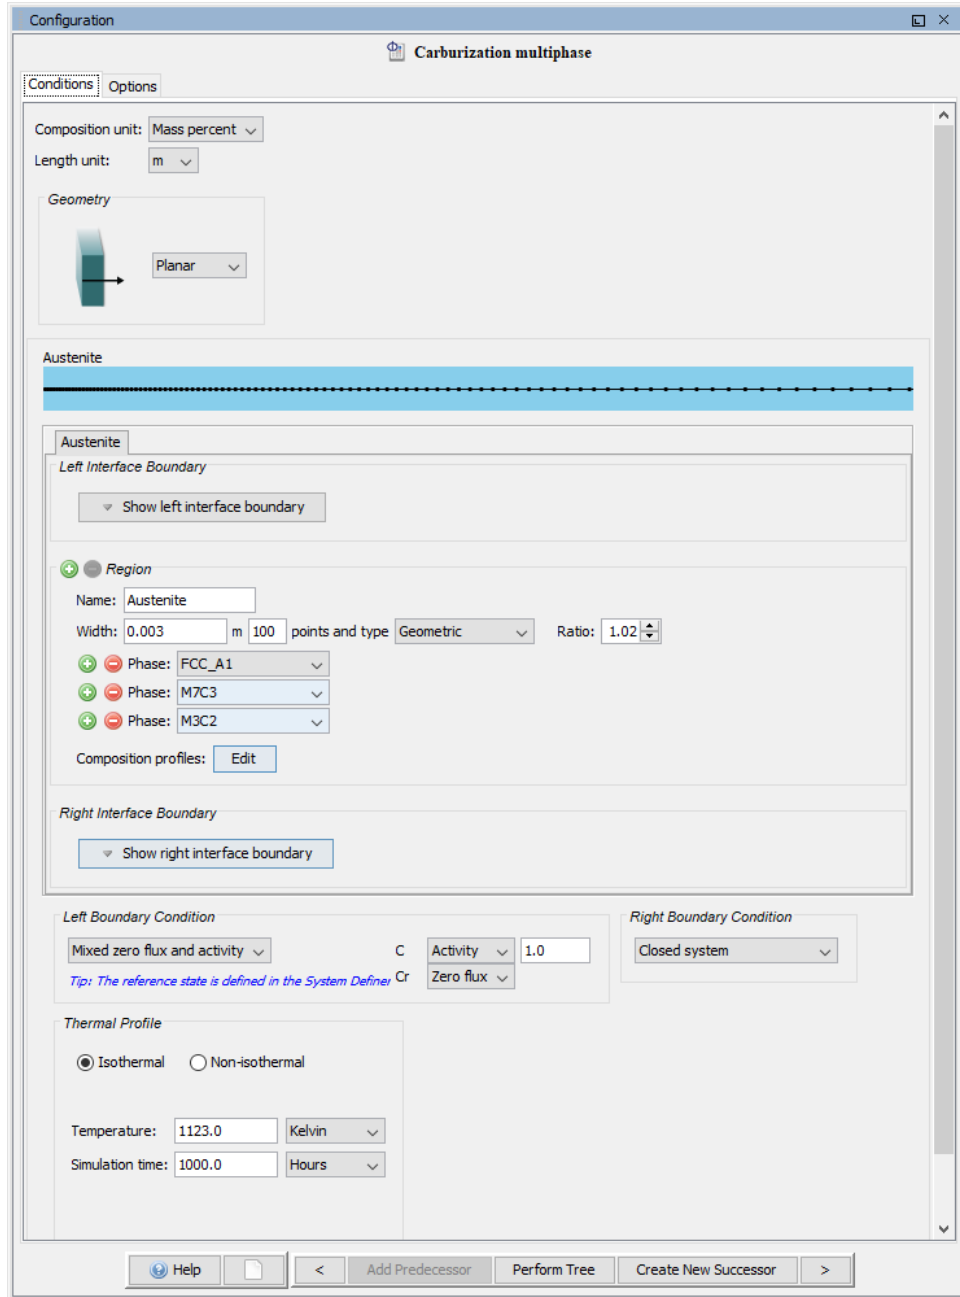 Configuration
Carburization multiphase
Conditions Options
Composition unit: Mass percent
Length unit: m
Geometry
Planar
Austenite
Austenite
Left Interface Boundary
Show left interface boundary
Region
Name: Austenite
Width: 0.003 m 100 points and type Geometric Ratio: 1.02
Phase: FCC_A1
Phase: M7C3
Phase: M3C2
Composition profiles: Edit
Right Interface Boundary
Show right interface boundary
Left Boundary Condition Right Boundary Condition
Mixed zero flux and activity C Activity 1.0 Closed system
Tip: The reference state is defined in the System Definer Cr Zero flux
Thermal Profile
Isothermal Non-isothermal
Temperature: 1123.0 Kelvin
Simulation time: 1000.0 Hours
Help < Add Predecessor Perform Tree Create New Successor >